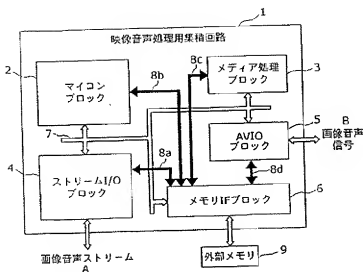 1
映像音声処理用集積回路
2
マイコン
ブロック
8b
8c
メディア処理
ブロック
3
7
AVIO
ブロック
5
B
画像音声
信号
4
ストリームI/O
ブロック
8a
8d
メモリIFブロック
6
画像音声ストリーム
A
外部メモリ
9